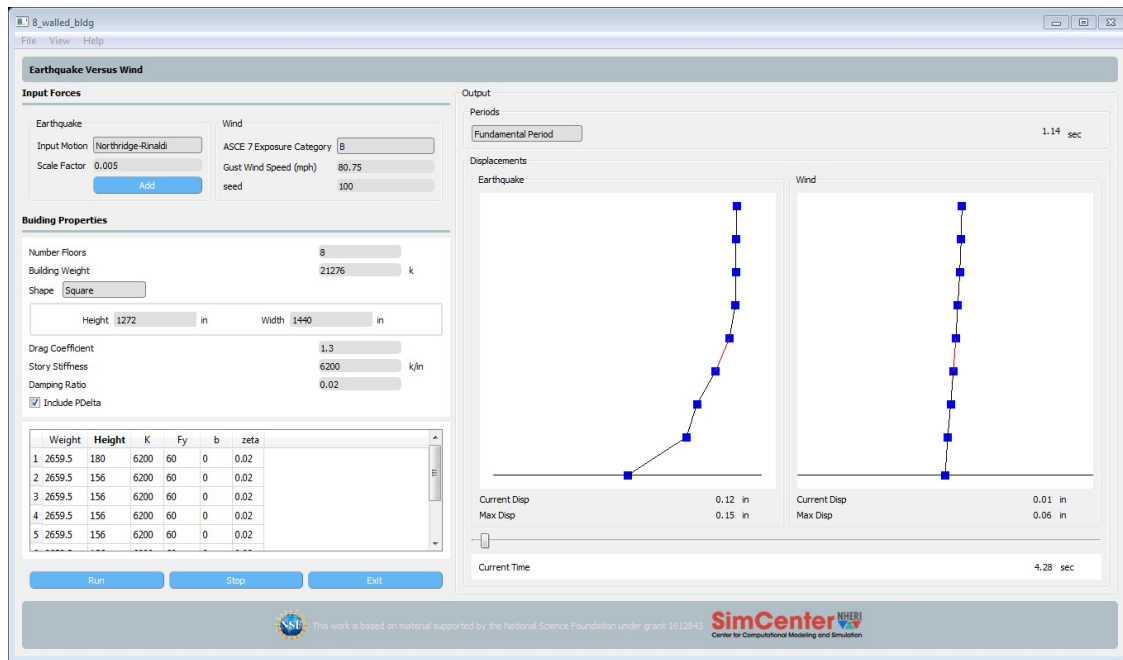 8_walled_bldg
File View Help
Earthquake Versus Wind
Input Forces
Earthquake
Input Motion Northridge-Rinaldi
Scale Factor 0.005
Add
Wind
ASCE 7 Exposure Category B
Gust Wind Speed (mph) 80.75
seed 100
Buiding Properties
Number Floors 8
Building Weight 21276 k
Shape Square
Height 1272 in Width 1440 in
Drag Coefficient 1.3
Story Stiffness 6200 k/in
Damping Ratio 0.02
Include PDelta
Weight Height K Fy b zeta
1 2659.5 180 6200 60 0 0.02
2 2659.5 156 6200 60 0 0.02
3 2659.5 156 6200 60 0 0.02
4 2659.5 156 6200 60 0 0.02
5 2659.5 156 6200 60 0 0.02
Run Stop Exit
Output
Periods
Fundamental Period 1.14 sec
Displacements
Earthquake
Current Disp 0.12 in
Max Disp 0.15 in
Wind
Current Disp 0.01 in
Max Disp 0.06 in
Current Time 4.28 sec
NSF
This work is based on material supported by the National Science Foundation under grant 1612843
SimCenter NHERI
Center for Computational Modeling and Simulation